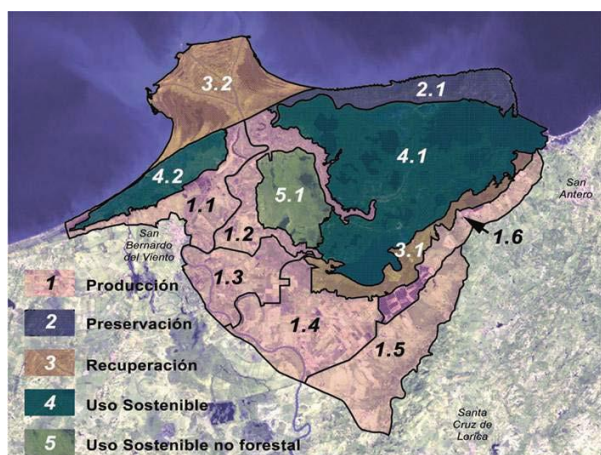 3.2
2.1
4.1
4.2
5.1
1.1
1.2
San
Antero
San
Bernardo
del Viento
3.1
1.6
1.3
1.4
1.5
1 Producción
2 Preservación
3 Recuperación
4 Uso Sostenible
5 Uso Sostenible no forestal
Santa
Cruz de
Lorica